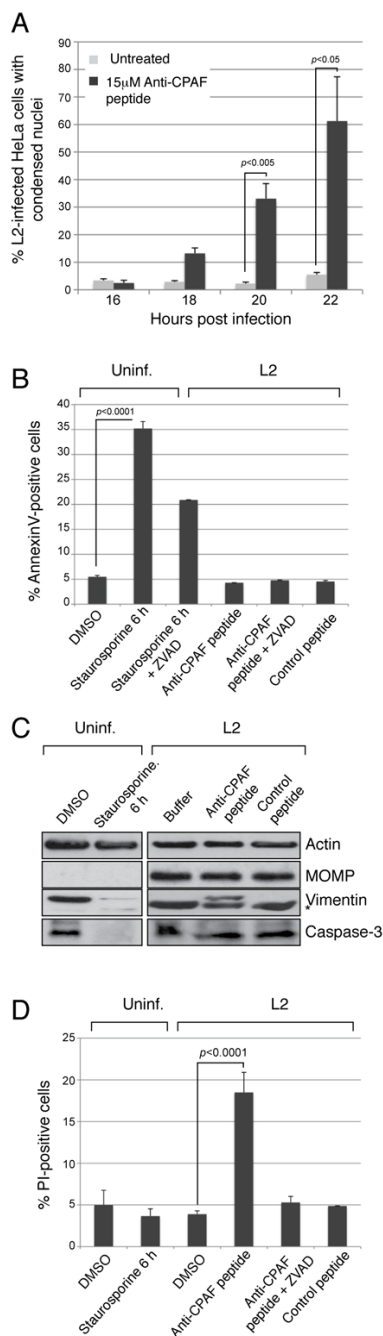 A
Untreated
15μM Anti-CPAF
peptide
p<0.005
p<0.05
90
80
70
60
50
40
30
20
10
0
% L2-infected HeLa cells with
condensed nuclei
16
18
20
22
Hours post infection
B
Uninf.
L2
p<0.0001
40
35
30
25
20
15
10
5
0
% AnnexinV-positive cells
DMSO
Staurosporine 6 h
Staurosporine 6 h
+ ZVAD
Anti-CPAF peptide
Anti-CPAF
peptide + ZVAD
Control peptide
C
Uninf.
L2
DMSO
Staurosporine.
6 h
Buffer
Anti-CPAF
peptide
Control
peptide
Actin
MOMP
Vimentin
*
Caspase-3
D
Uninf.
L2
p<0.0001
25
20
15
10
5
0
% PI-positive cells
DMSO
Staurosporine 6 h
DMSO
Anti-CPAF peptide
Anti-CPAF
peptide + ZVAD
Control peptide